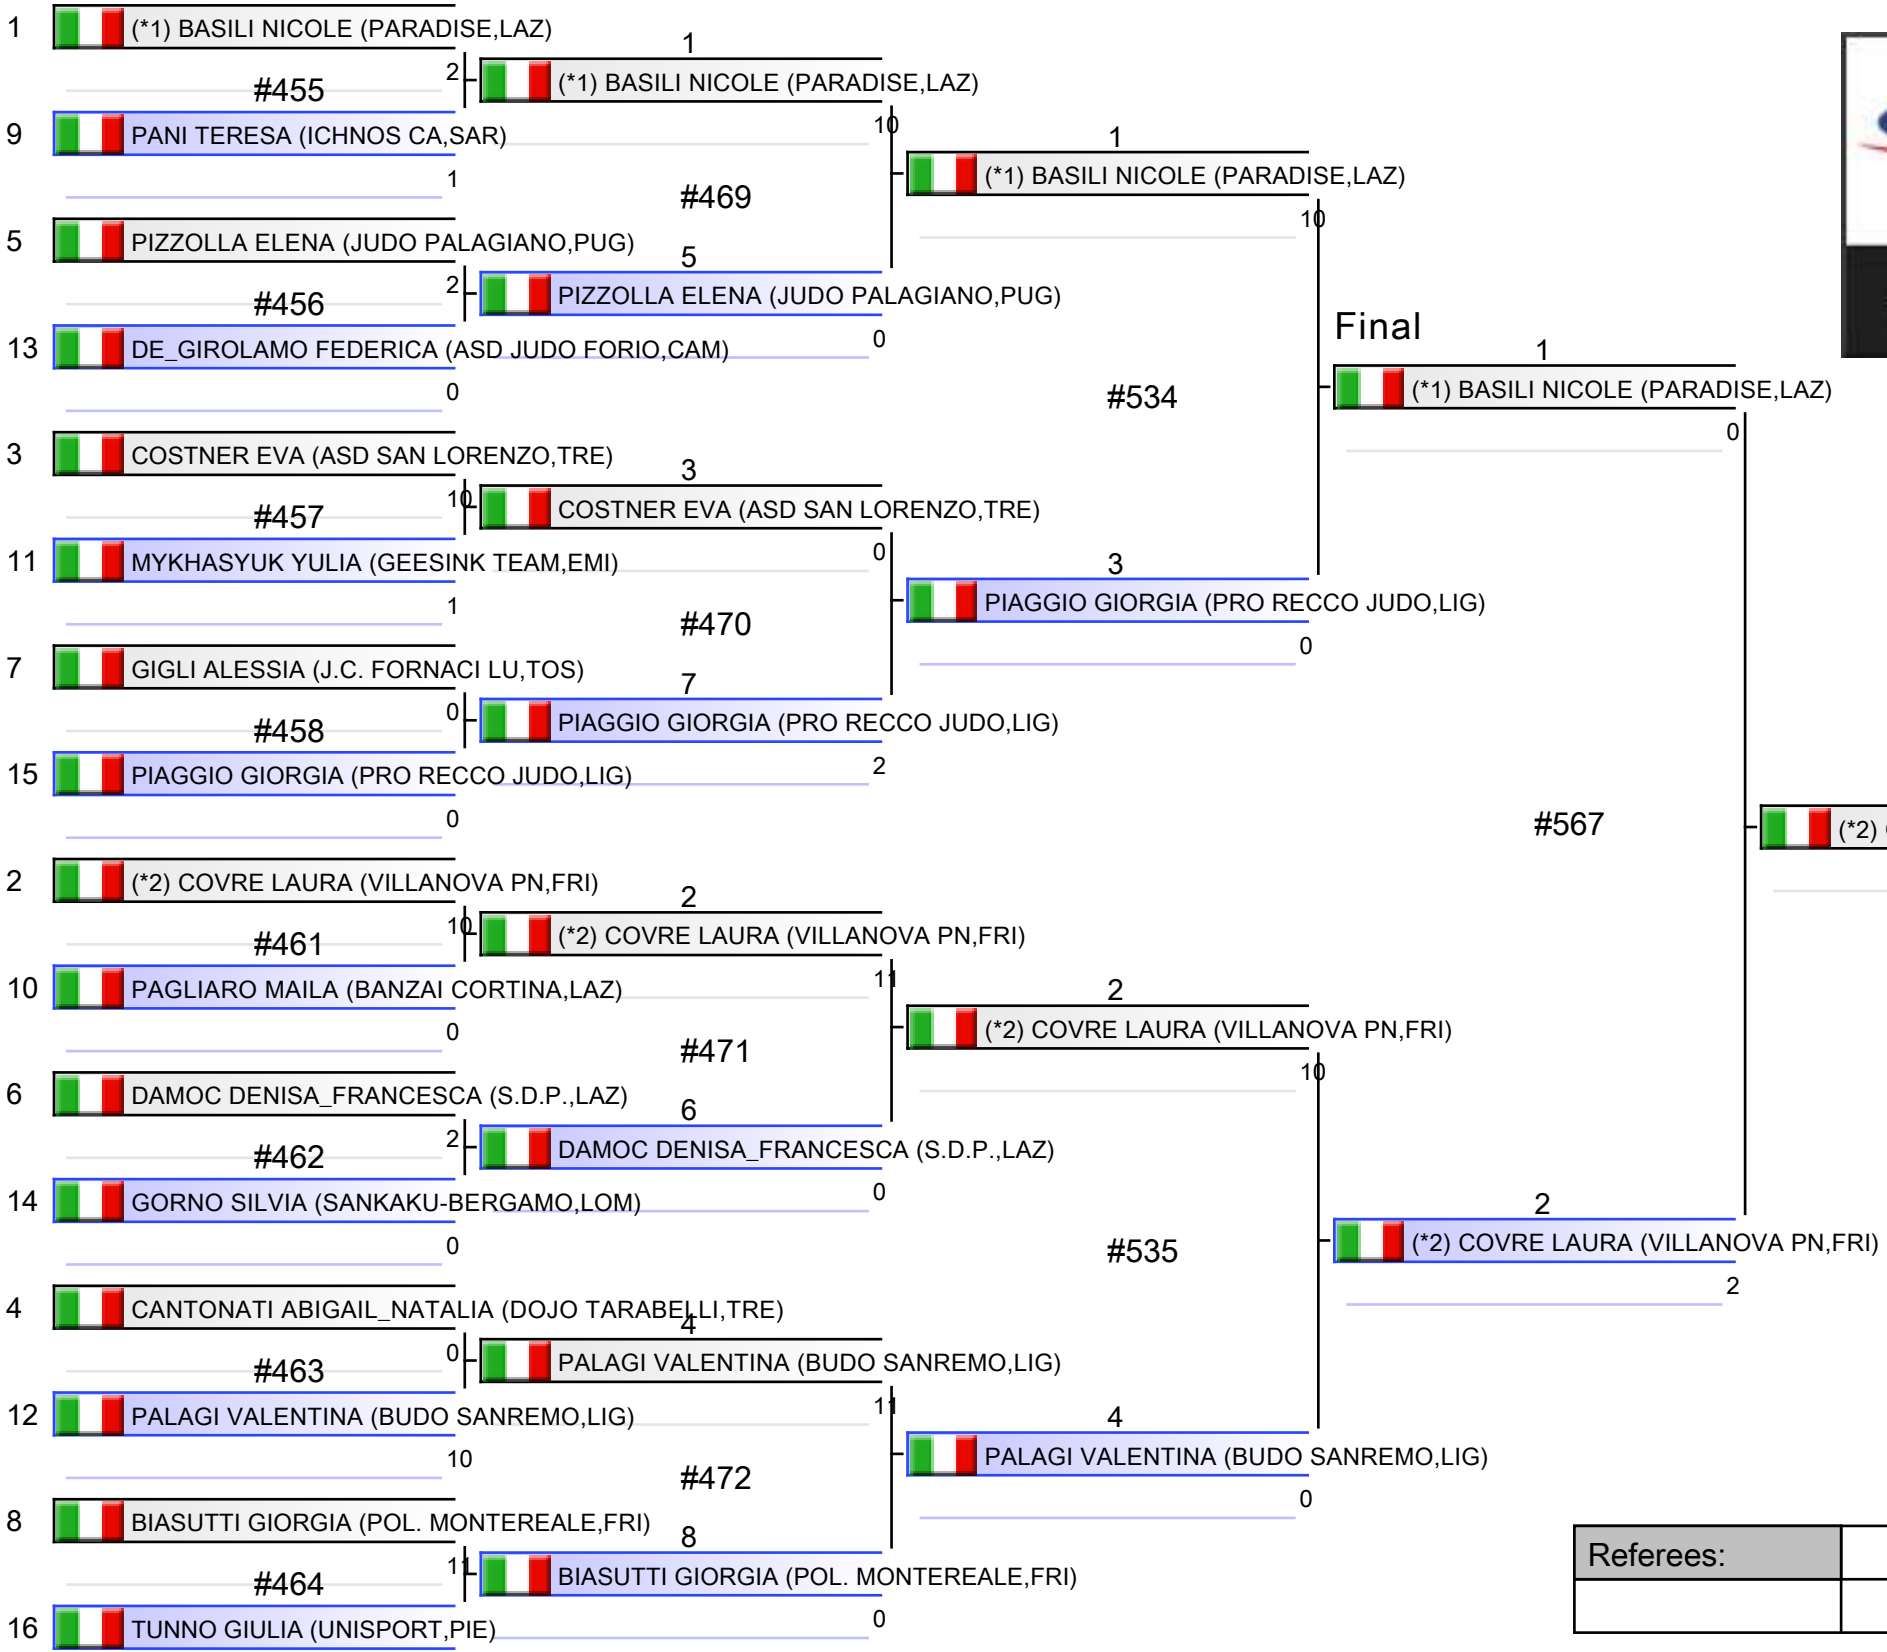 1 (*1) BASILI NICOLE (PARADISE,LAZ)
#455 2
9 PANI TERESA (ICHNOS CA,SAR)
1
5 PIZZOLLA ELENA (JUDO PALAGIANO,PUG)
#456 2
13 DE_GIROLAMO FEDERICA (ASD JUDO FORIO,CAM)
0
3 COSTNER EVA (ASD SAN LORENZO,TRE)
#457 10
11 MYKHASYUK YULIA (GEESINK TEAM,EMI)
1
7 GIGLI ALESSIA (J.C. FORNACI LU,TOS)
#458 0
15 PIAGGIO GIORGIA (PRO RECCO JUDO,LIG)
0
2 (*2) COVRE LAURA (VILLANOVA PN,FRI)
#461 10
10 PAGLIARO MAILA (BANZAI CORTINA,LAZ)
0
6 DAMOC DENISA_FRANCESCA (S.D.P.,LAZ)
#462 2
14 GORNO SILVIA (SANKAKU-BERGAMO,LOM)
0
4 CANTONATI ABIGAIL_NATALIA (DOJO TARABELLI,TRE)
#463 0
12 PALAGI VALENTINA (BUDO SANREMO,LIG)
10
8 BIASUTTI GIORGIA (POL. MONTEREALE,FRI)
#464 11
16 TUNNO GIULIA (UNISPORT,PIE)
1
(*1) BASILI NICOLE (PARADISE,LAZ)
10
#469
5
PIZZOLLA ELENA (JUDO PALAGIANO,PUG)
0
3
COSTNER EVA (ASD SAN LORENZO,TRE)
0
#470
7
PIAGGIO GIORGIA (PRO RECCO JUDO,LIG)
2
2
(*2) COVRE LAURA (VILLANOVA PN,FRI)
11
#471
6
DAMOC DENISA_FRANCESCA (S.D.P.,LAZ)
0
4
PALAGI VALENTINA (BUDO SANREMO,LIG)
11
#472
8
BIASUTTI GIORGIA (POL. MONTEREALE,FRI)
0
1
(*1) BASILI NICOLE (PARADISE,LAZ)
10
#534
3
PIAGGIO GIORGIA (PRO RECCO JUDO,LIG)
0
2
(*2) COVRE LAURA (VILLANOVA PN,FRI)
10
#535
4
PALAGI VALENTINA (BUDO SANREMO,LIG)
0
Final
1
(*1) BASILI NICOLE (PARADISE,LAZ)
0
#567
2
(*2) COVRE LAURA (VILLANOVA PN,FRI)
2
(*2)
Referees: